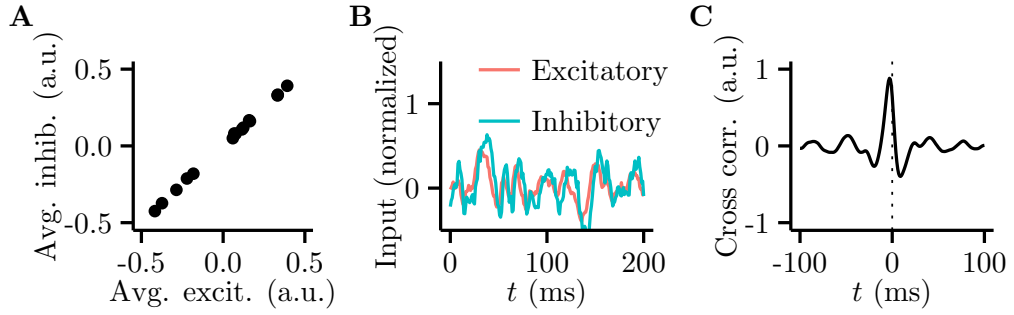 A
Avg. inhib. (a.u.)
0.5
0.0
-0.5
-0.5
0.0
0.5
Avg. excit. (a.u.)
B
Input (normalized)
1
0
Excitatory
Inhibitory
0
100
200
t (ms)
C
Cross corr. (a.u.)
1
0
-1
-100
0
100
t (ms)